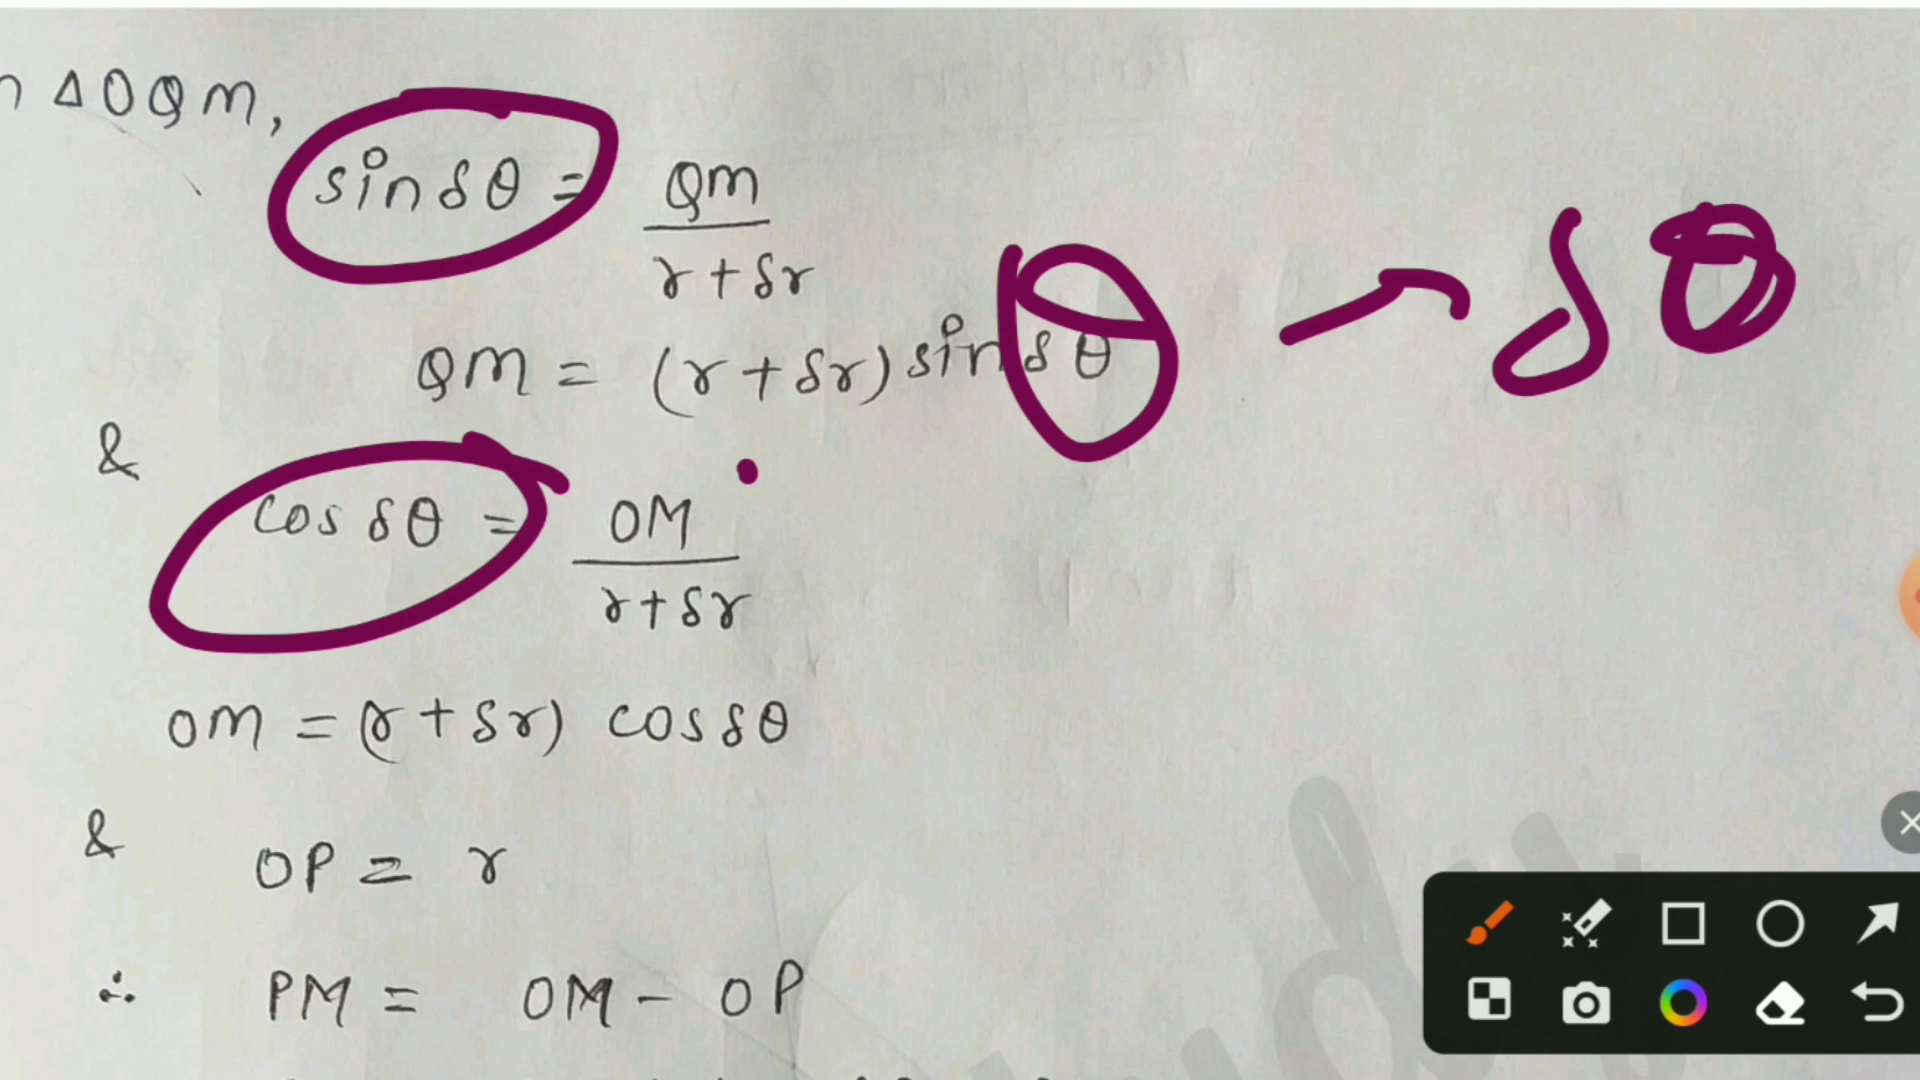 △OQM,
sin δθ = QM / r+δr
QM = (r+δr) sin δθ
→ δθ
&
cos δθ = OM / r+δr
OM = (r+δr) cos δθ
& OP = r
∴ PM = OM - OP